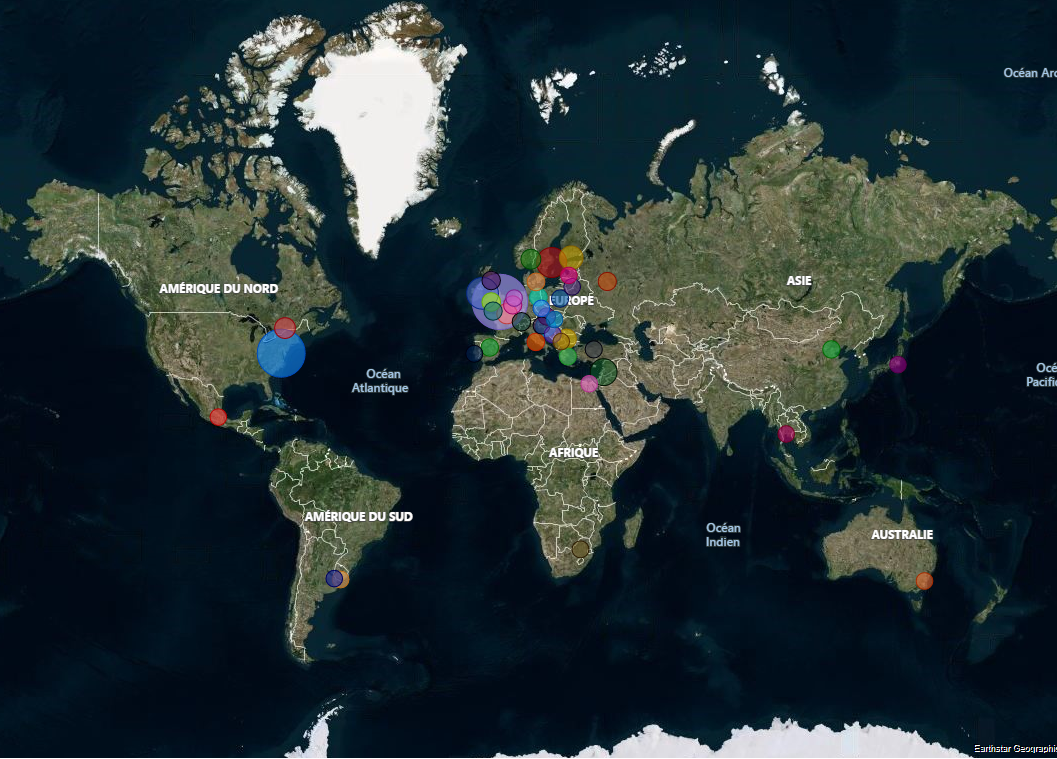 Océan Arc
AMÉRIQUE DU NORD
ASIE
EUROPE
Océan
Atlantique
Océ
Pacific
AFRIQUE
AMÉRIQUE DU SUD
Océan
Indien
AUSTRALIE
Earthstar Geographi